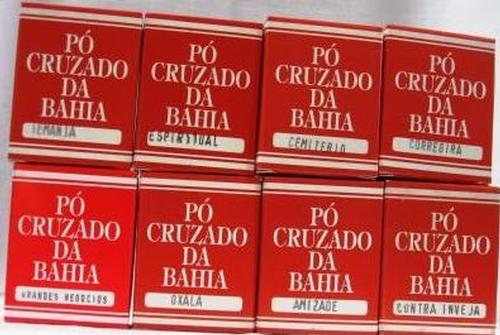 PÓ
CRUZADO
DA
BAHIA
IEMANJA
PÓ
CRUZADO
DA
BAHIA
ESPIRITUAL
PÓ
CRUZADO
DA
BAHIA
CEMITERIO
PÓ
CRUZADO
DA
BAHIA
CORREDIRA
PÓ
CRUZADO
DA
BAHIA
GRANDES NEGOCIOS
PÓ
CRUZADO
DA
BAHIA
OXALA
PÓ
CRUZADO
DA
BAHIA
AMIZADE
PÓ
CRUZADO
DA
BAHIA
CONTRA INVEJA